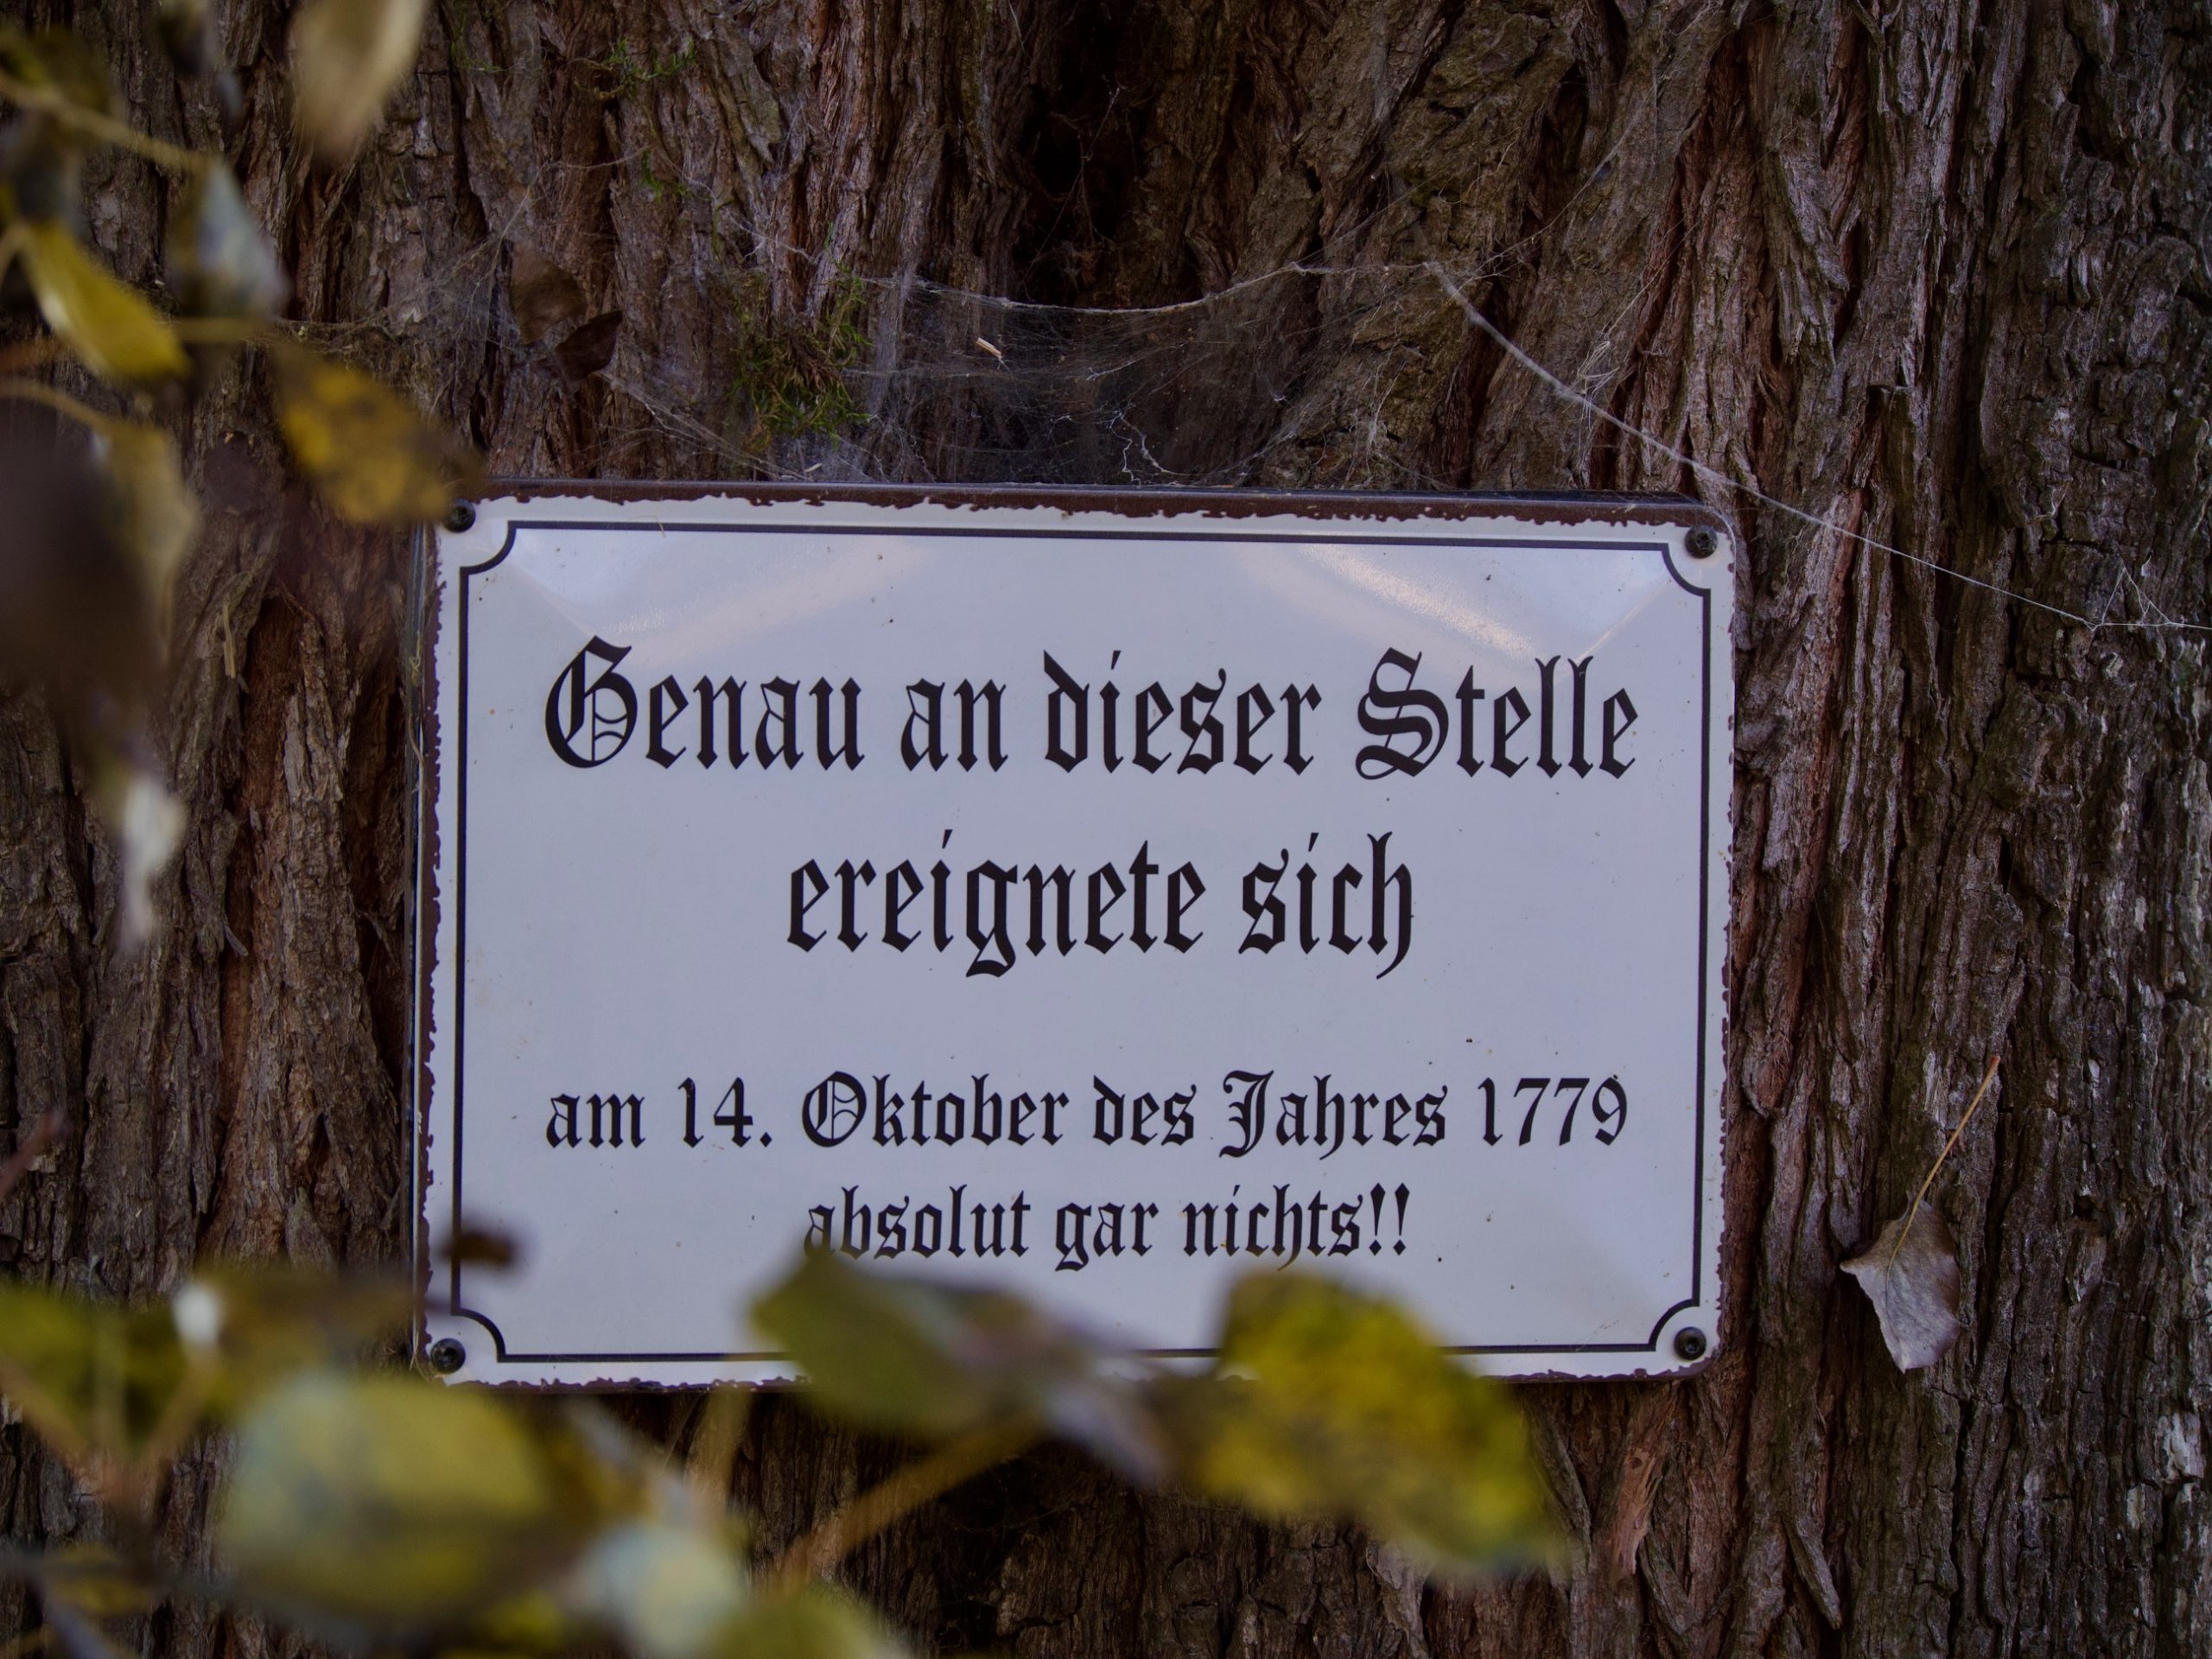 Genau an dieser Stelle
ereignete sich
am 14. Oktober des Jahres 1779
absolut gar nichts!!